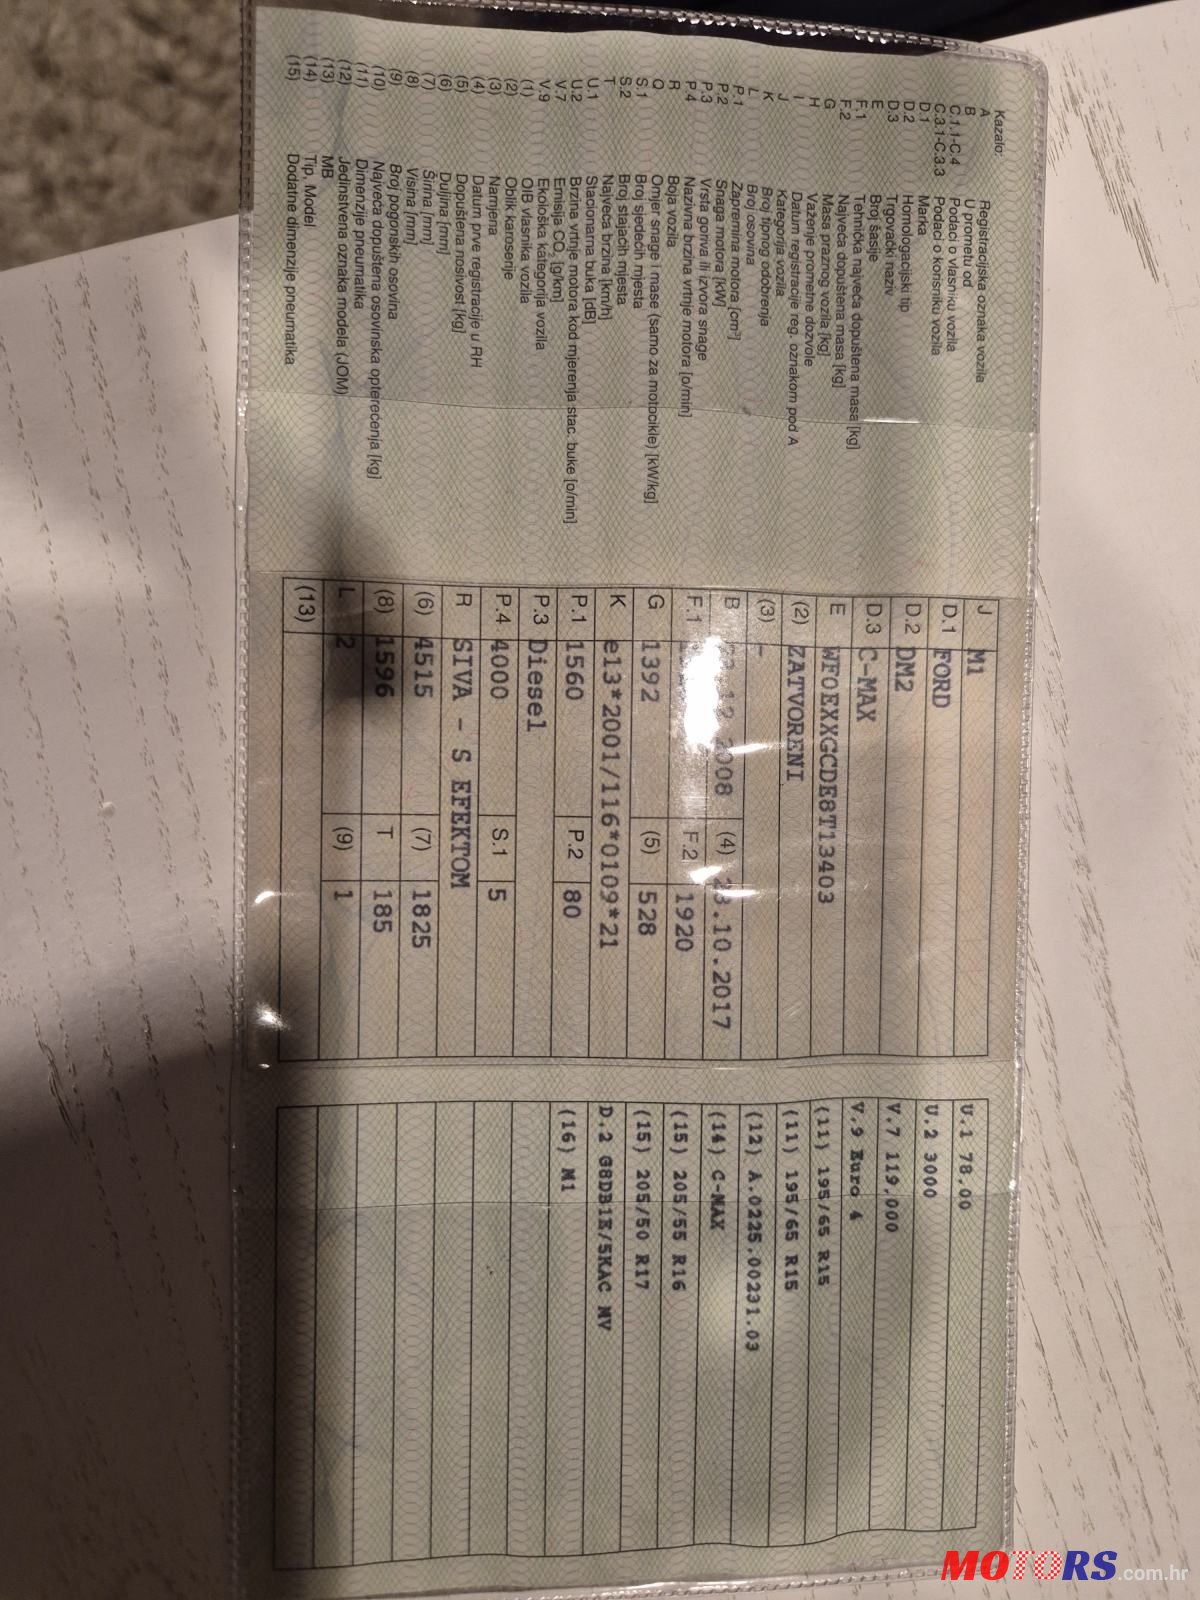 Kazalo:
A Registracijska oznaka vozila
B U prometu od
C.1.1-C.4 Podaci o vlasniku vozila
C.3.1-C.3.3 Podaci o korisniku vozila
D.1 Marka
D.2 Homologacijski tip
D.3 Trgovački naziv
E Broj šasije
F.1 Tehnička najveća dopuštena masa [kg]
F.2 Najveća dopuštena masa [kg]
G Masa praznog vozila [kg]
H Važenje prometne dozvole
I Datum registracije reg. oznakom pod A
J Kategorija vozila
K Broj tipnog odobrenja
L Broj osovina
P.1 Zapremina motora [cm³]
P.2 Snaga motora [kW]
P.3 Vrsta goriva ili izvora snage
P.4 Nazivna brzina vrtnje motora [o/min]
R Boja vozila
Q Omjer snage i mase (samo za motocikle) [kW/kg]
S.1 Broj sjedećih mjesta
S.2 Broj stajaćih mjesta
T Najveća brzina [km/h]
U.1 Stacionarna buka [dB]
U.2 Brzina vrtnje motora kod mjerenja stac. buke [o/min]
V.7 Emisija CO2 [g/km]
V.9 Ekološka kategorija vozila
(1) OIB vlasnika vozila
(2) Oblik karoserije
(3) Namjena
(4) Datum prve registracije u RH
(5) Dopuštena nosivost [kg]
(6) Duljina [mm]
(7) Širina [mm]
(8) Visina [mm]
(9) Broj pogonskih osovina
(10) Najveća dopuštena osovinska opterećenja [kg]
(11) Dimenzije pneumatika
(12) Jedinstvena oznaka modela (JOM)
(13) MB
(14) Tip, Model
(15) Dodatne dimenzije pneumatika
J M1
D.1 FORD
D.2 DM2
D.3 C-MAX
E WF0EXXGCDE8T13403
(2) ZATVORENI
(3)
B 2008 (4) .10.2017
F.1 F.2 1920
G 1392 (5) 528
K e13*2001/116*0109*21
P.1 1560 P.2 80
P.3 Diesel
P.4 4000 S.1 5
R SIVA - S EFEKTOM
(6) 4515 (7) 1825
(8) 1596 T 185
L 2 (9) 1
(13)
U.1 78,00
U.2 3000
V.7 119,000
V.9 Euro 4
(11) 195/65 R15
(11) 195/65 R15
(12) A.0225.00231.03
(14) C-MAX
(15) 205/55 R16
(15) 205/50 R17
D.2 G8DB1E/5KAC MV
(16) M1
MOTORS.com.hr